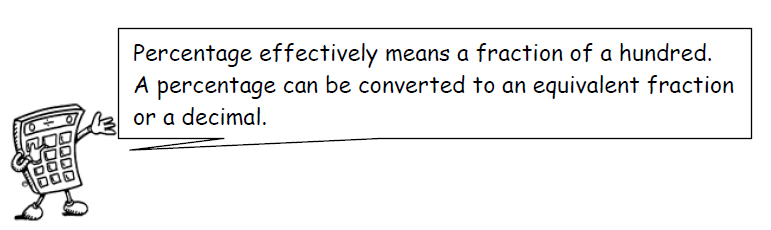 Percentage effectively means a fraction of a hundred.
A percentage can be converted to an equivalent fraction
or a decimal.